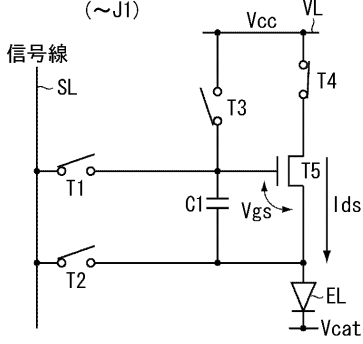 (～J1)
VL
Vcc
信号線
SL
T4
T3
T1
T5
C1
Vgs
Ids
T2
EL
Vcat